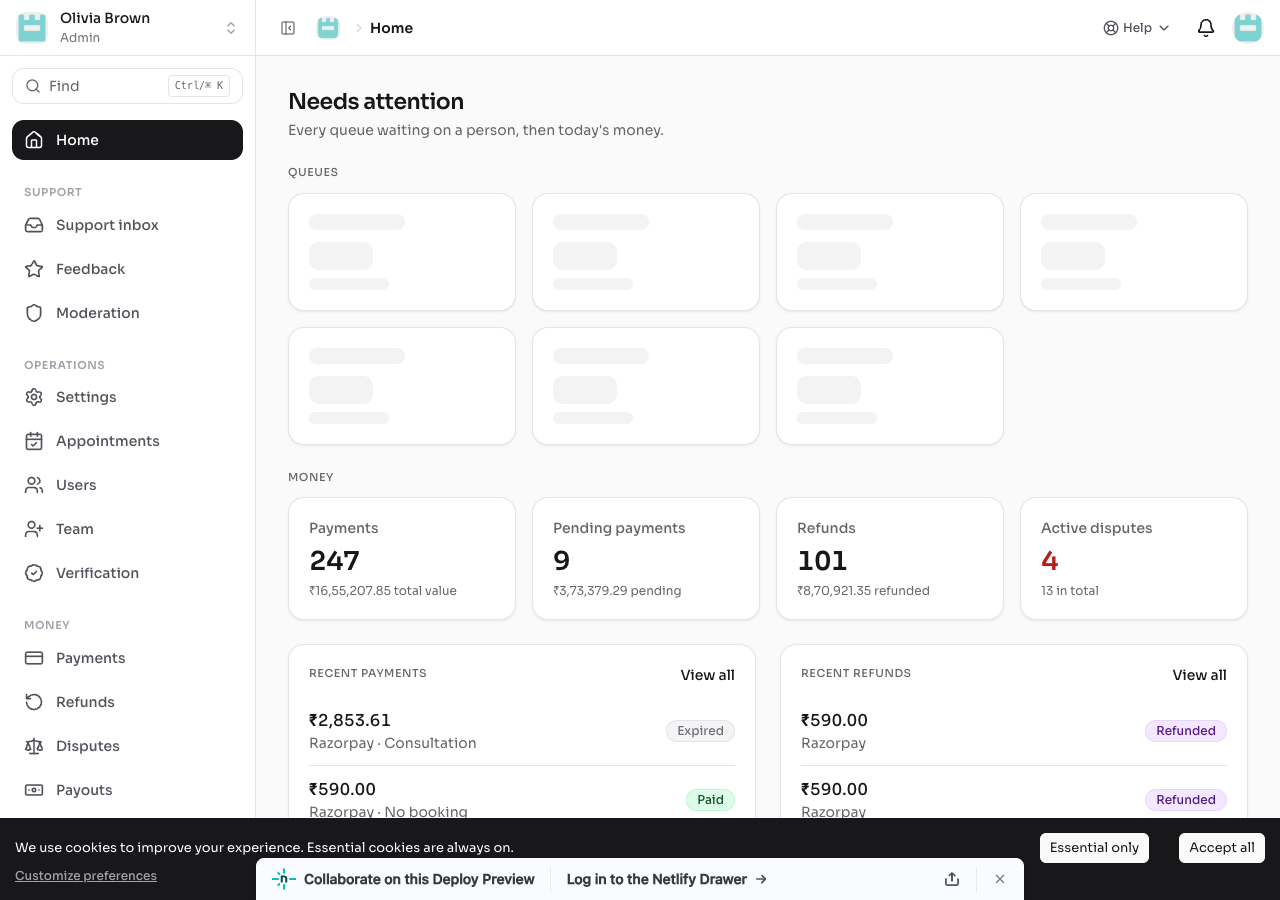 Olivia Brown
Admin
Home
Help
Find
Ctrl/⌘ K
Home
SUPPORT
Support inbox
Feedback
Moderation
OPERATIONS
Settings
Appointments
Users
Team
Verification
MONEY
Payments
Refunds
Disputes
Payouts
Needs attention
Every queue waiting on a person, then today's money.
QUEUES
MONEY
Payments
247
₹16,55,207.85 total value
Pending payments
9
₹3,73,379.29 pending
Refunds
101
₹8,70,921.35 refunded
Active disputes
4
13 in total
RECENT PAYMENTS
View all
₹2,853.61
Razorpay · Consultation
Expired
₹590.00
Razorpay · No booking
Paid
RECENT REFUNDS
View all
₹590.00
Razorpay
Refunded
₹590.00
Razorpay
Refunded
We use cookies to improve your experience. Essential cookies are always on.
Customize preferences
Essential only
Accept all
Collaborate on this Deploy Preview
Log in to the Netlify Drawer →